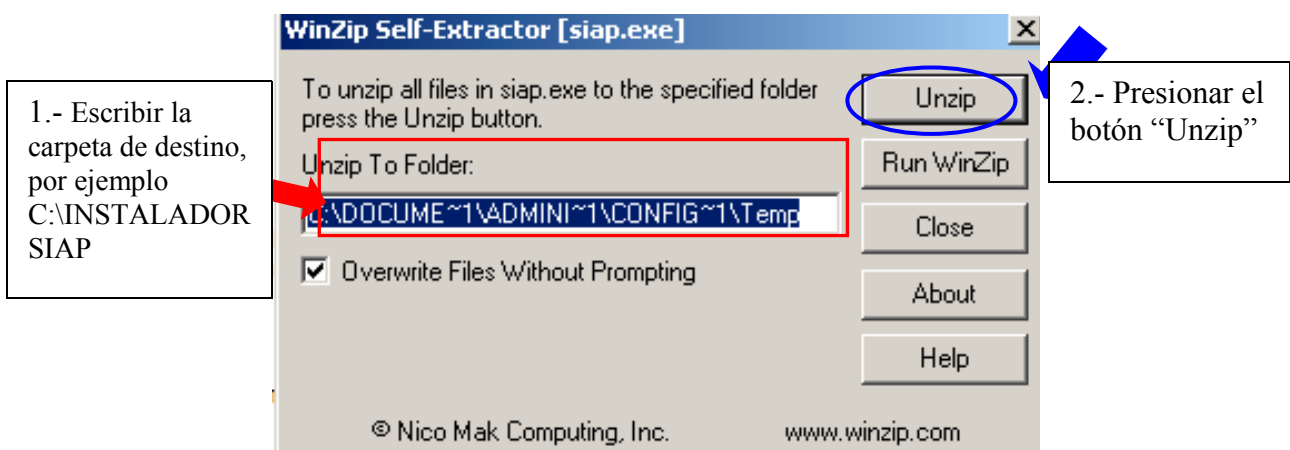 WinZip Self-Extractor [siap.exe]
1.- Escribir la
carpeta de destino,
por ejemplo
C:\INSTALADOR
SIAP
To unzip all files in siap.exe to the specified folder
press the Unzip button.
Unzip To Folder:
C:\DOCUME~1\ADMINI~1\CONFIG~1\Temp
Overwrite Files Without Prompting
Unzip
Run WinZip
Close
About
Help
© Nico Mak Computing, Inc.
www.winzip.com
2.- Presionar el
botón “Unzip”